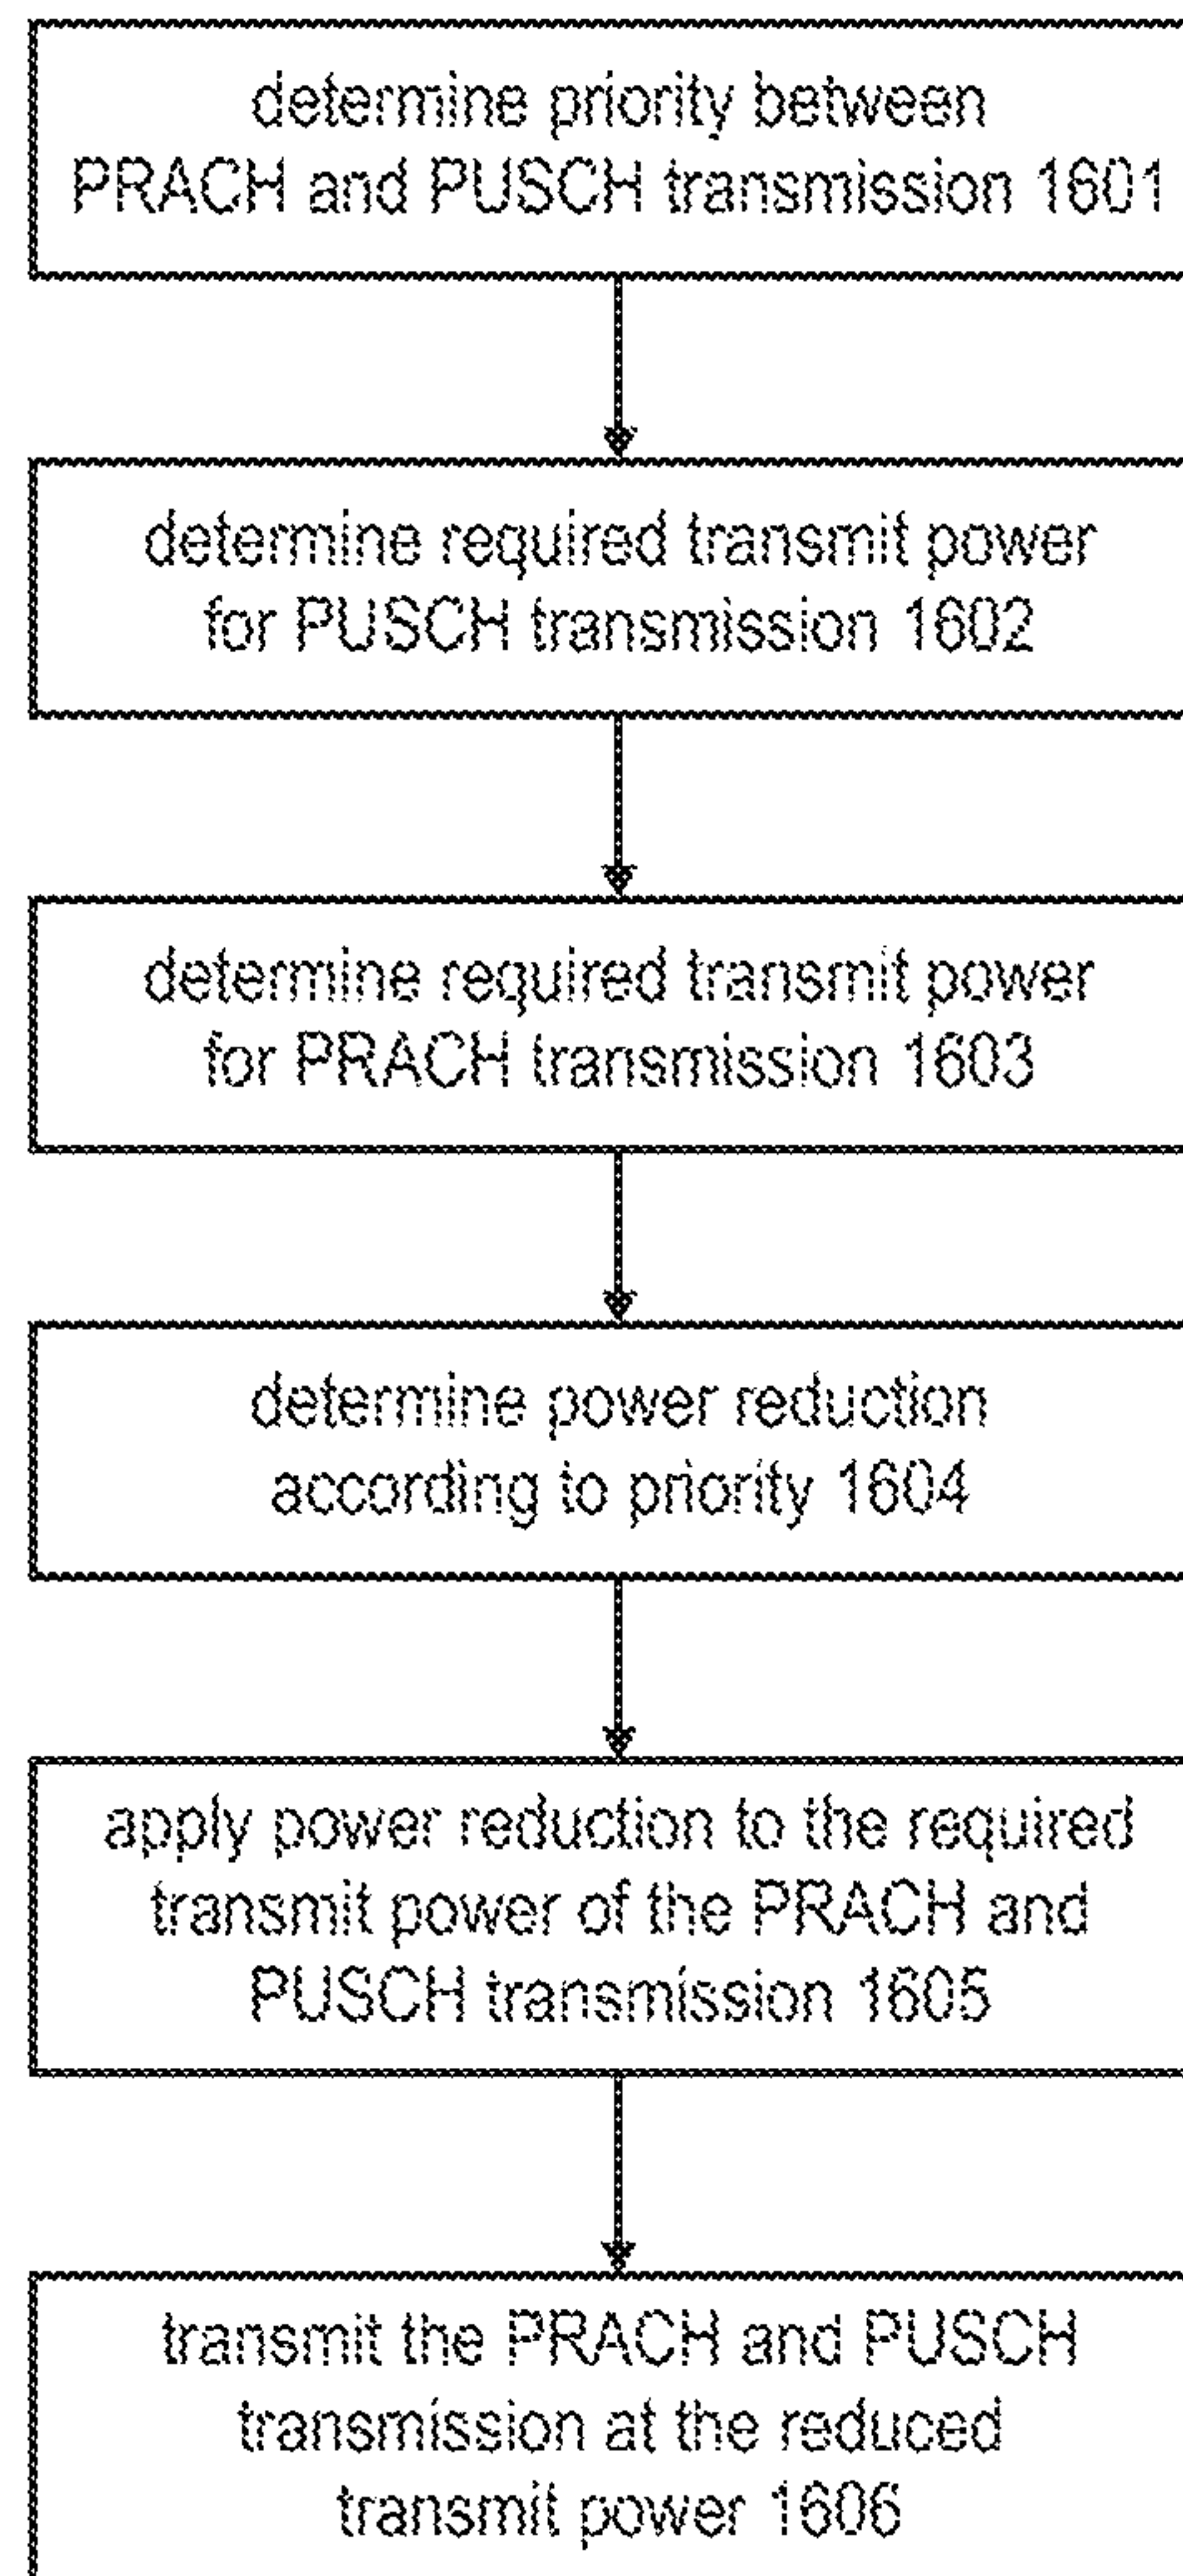 determine priority between
PRACH and PUSCH transmission 1601
determine required transmit power
for PUSCH transmission 1602
determine required transmit power
for PRACH transmission 1603
determine power reduction
according to priority 1604
apply power reduction to the required
transmit power of the PRACH and
PUSCH transmission 1605
transmit the PRACH and PUSCH
transmission at the reduced
transmit power 1606